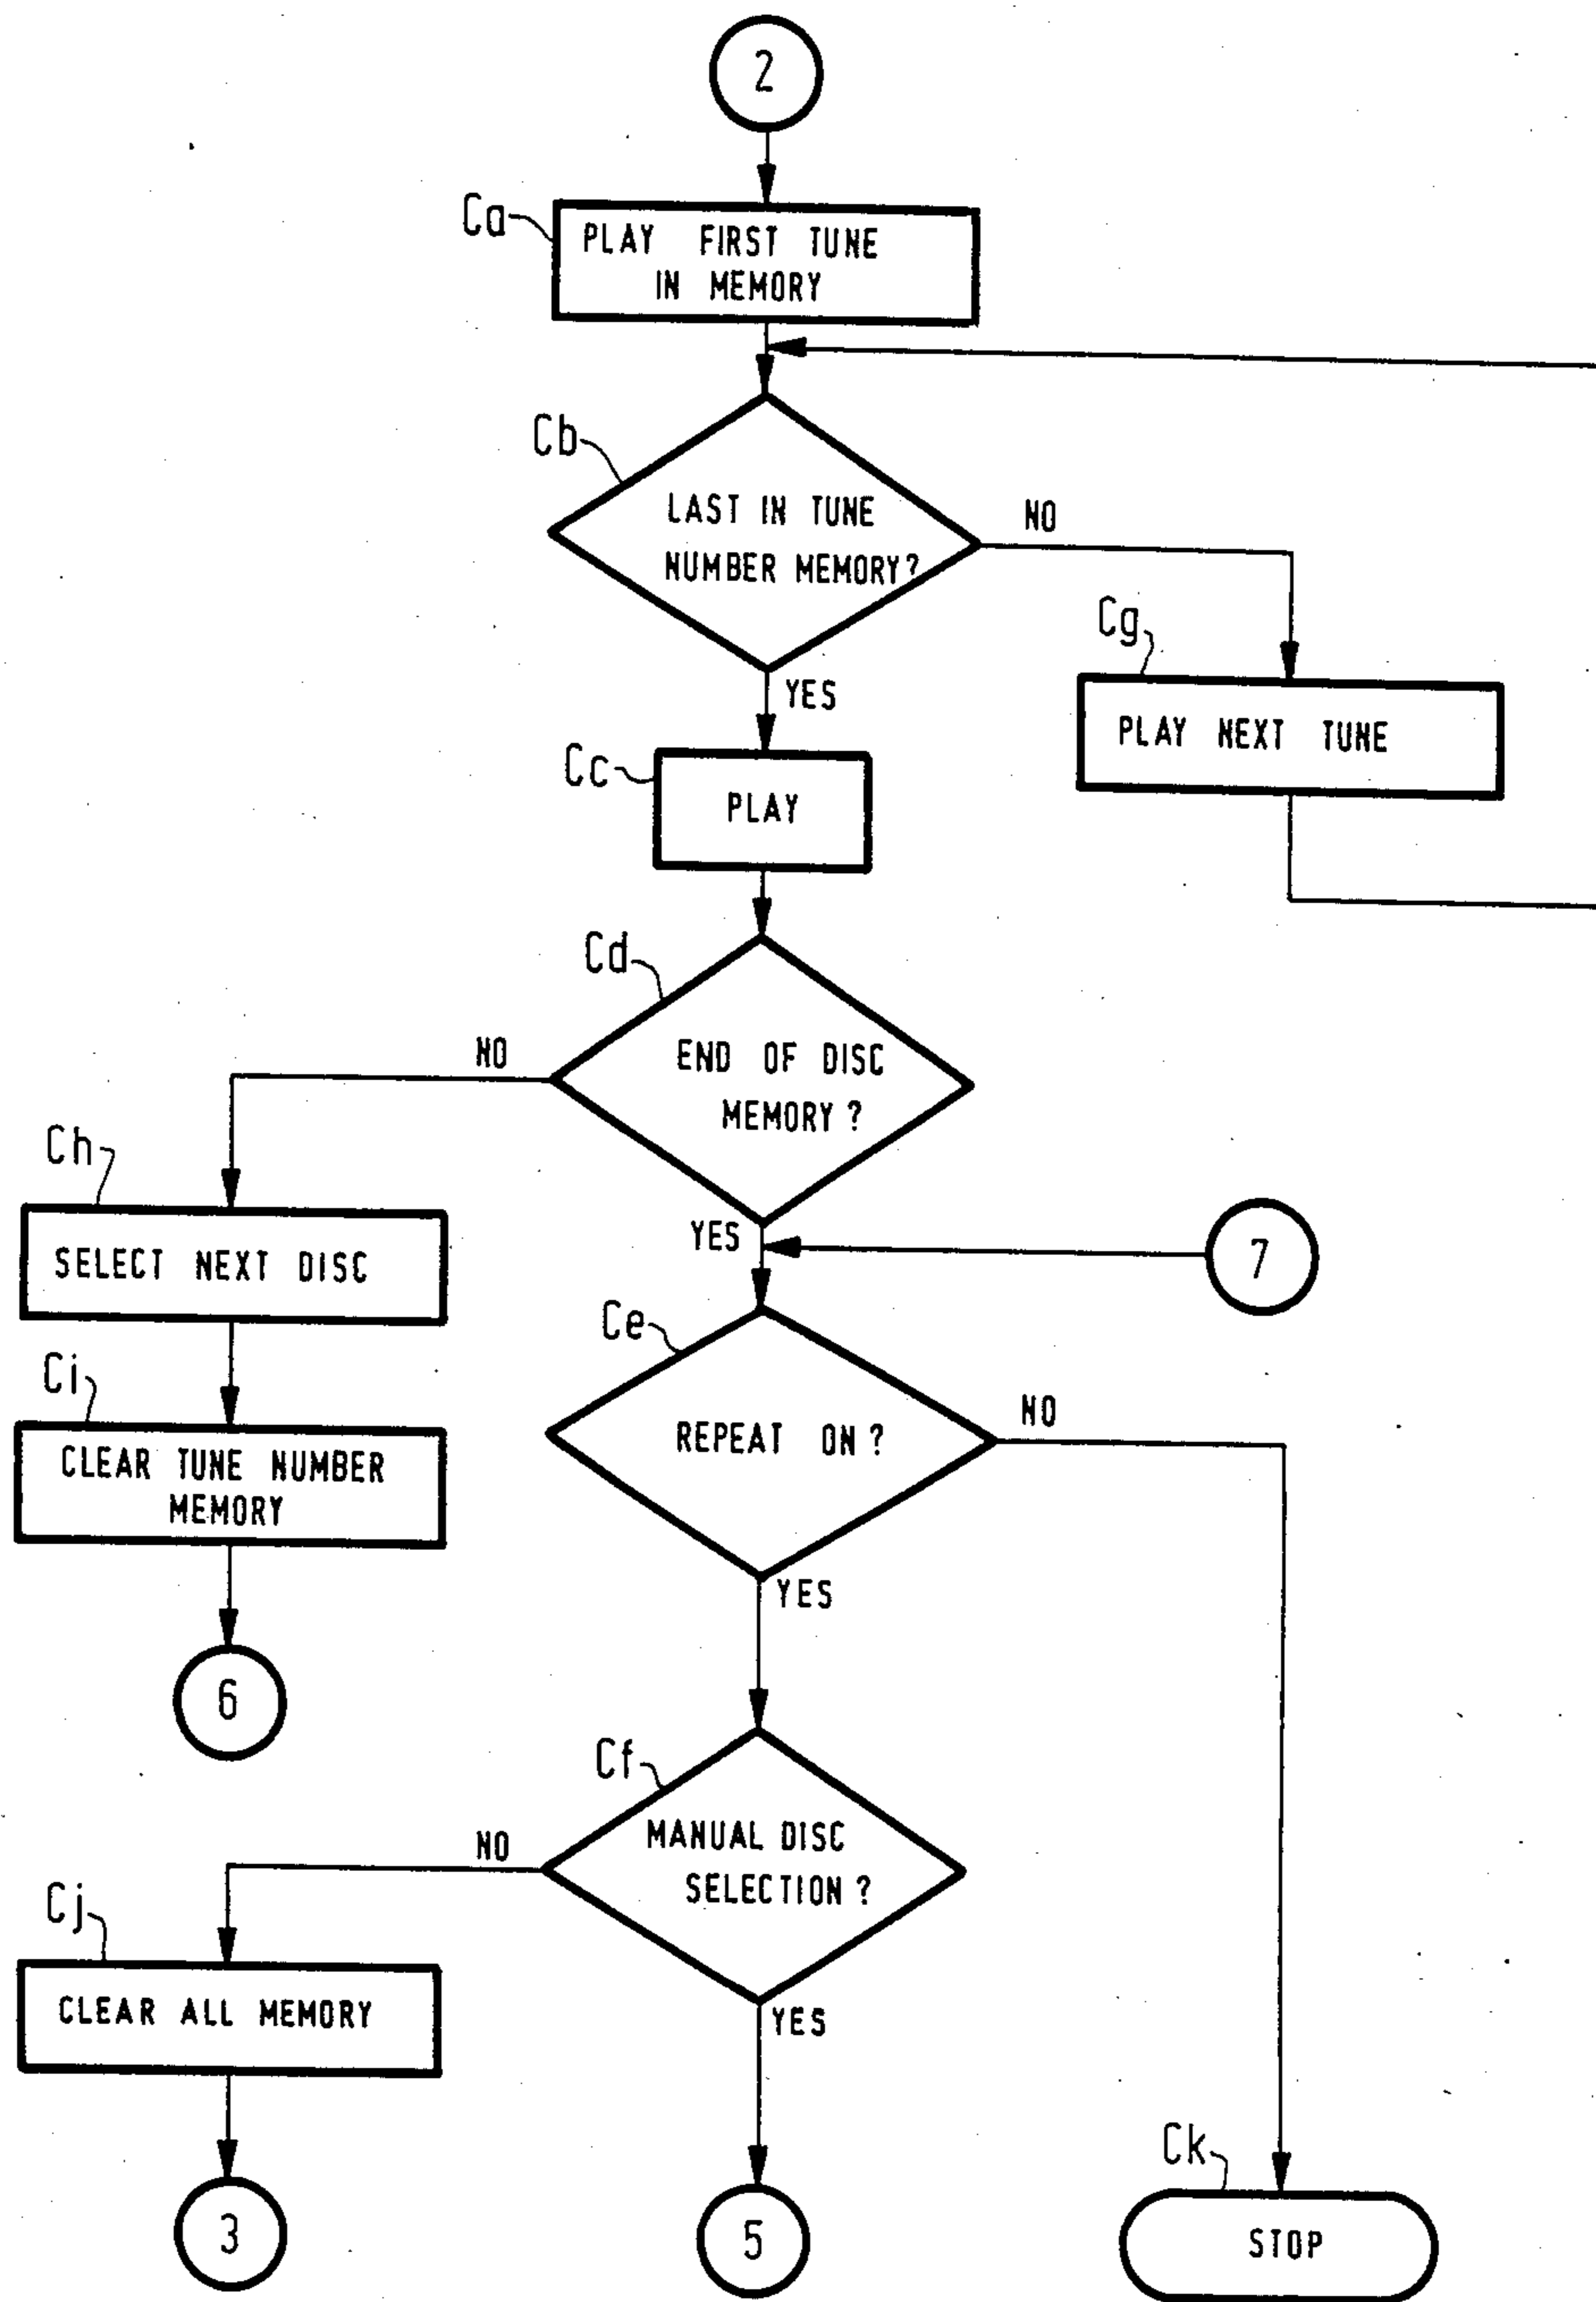 2
Ca
PLAY FIRST TUNE
IN MEMORY
Cb
LAST IN TUNE
NUMBER MEMORY?
NO
YES
Cg
PLAY NEXT TUNE
Cc
PLAY
Cd
END OF DISC
MEMORY?
NO
YES
Ch
SELECT NEXT DISC
7
Ce
REPEAT ON?
NO
YES
Ci
CLEAR TUNE NUMBER
MEMORY
6
Cf
MANUAL DISC
SELECTION?
NO
YES
Cj
CLEAR ALL MEMORY
3
5
Ck
STOP